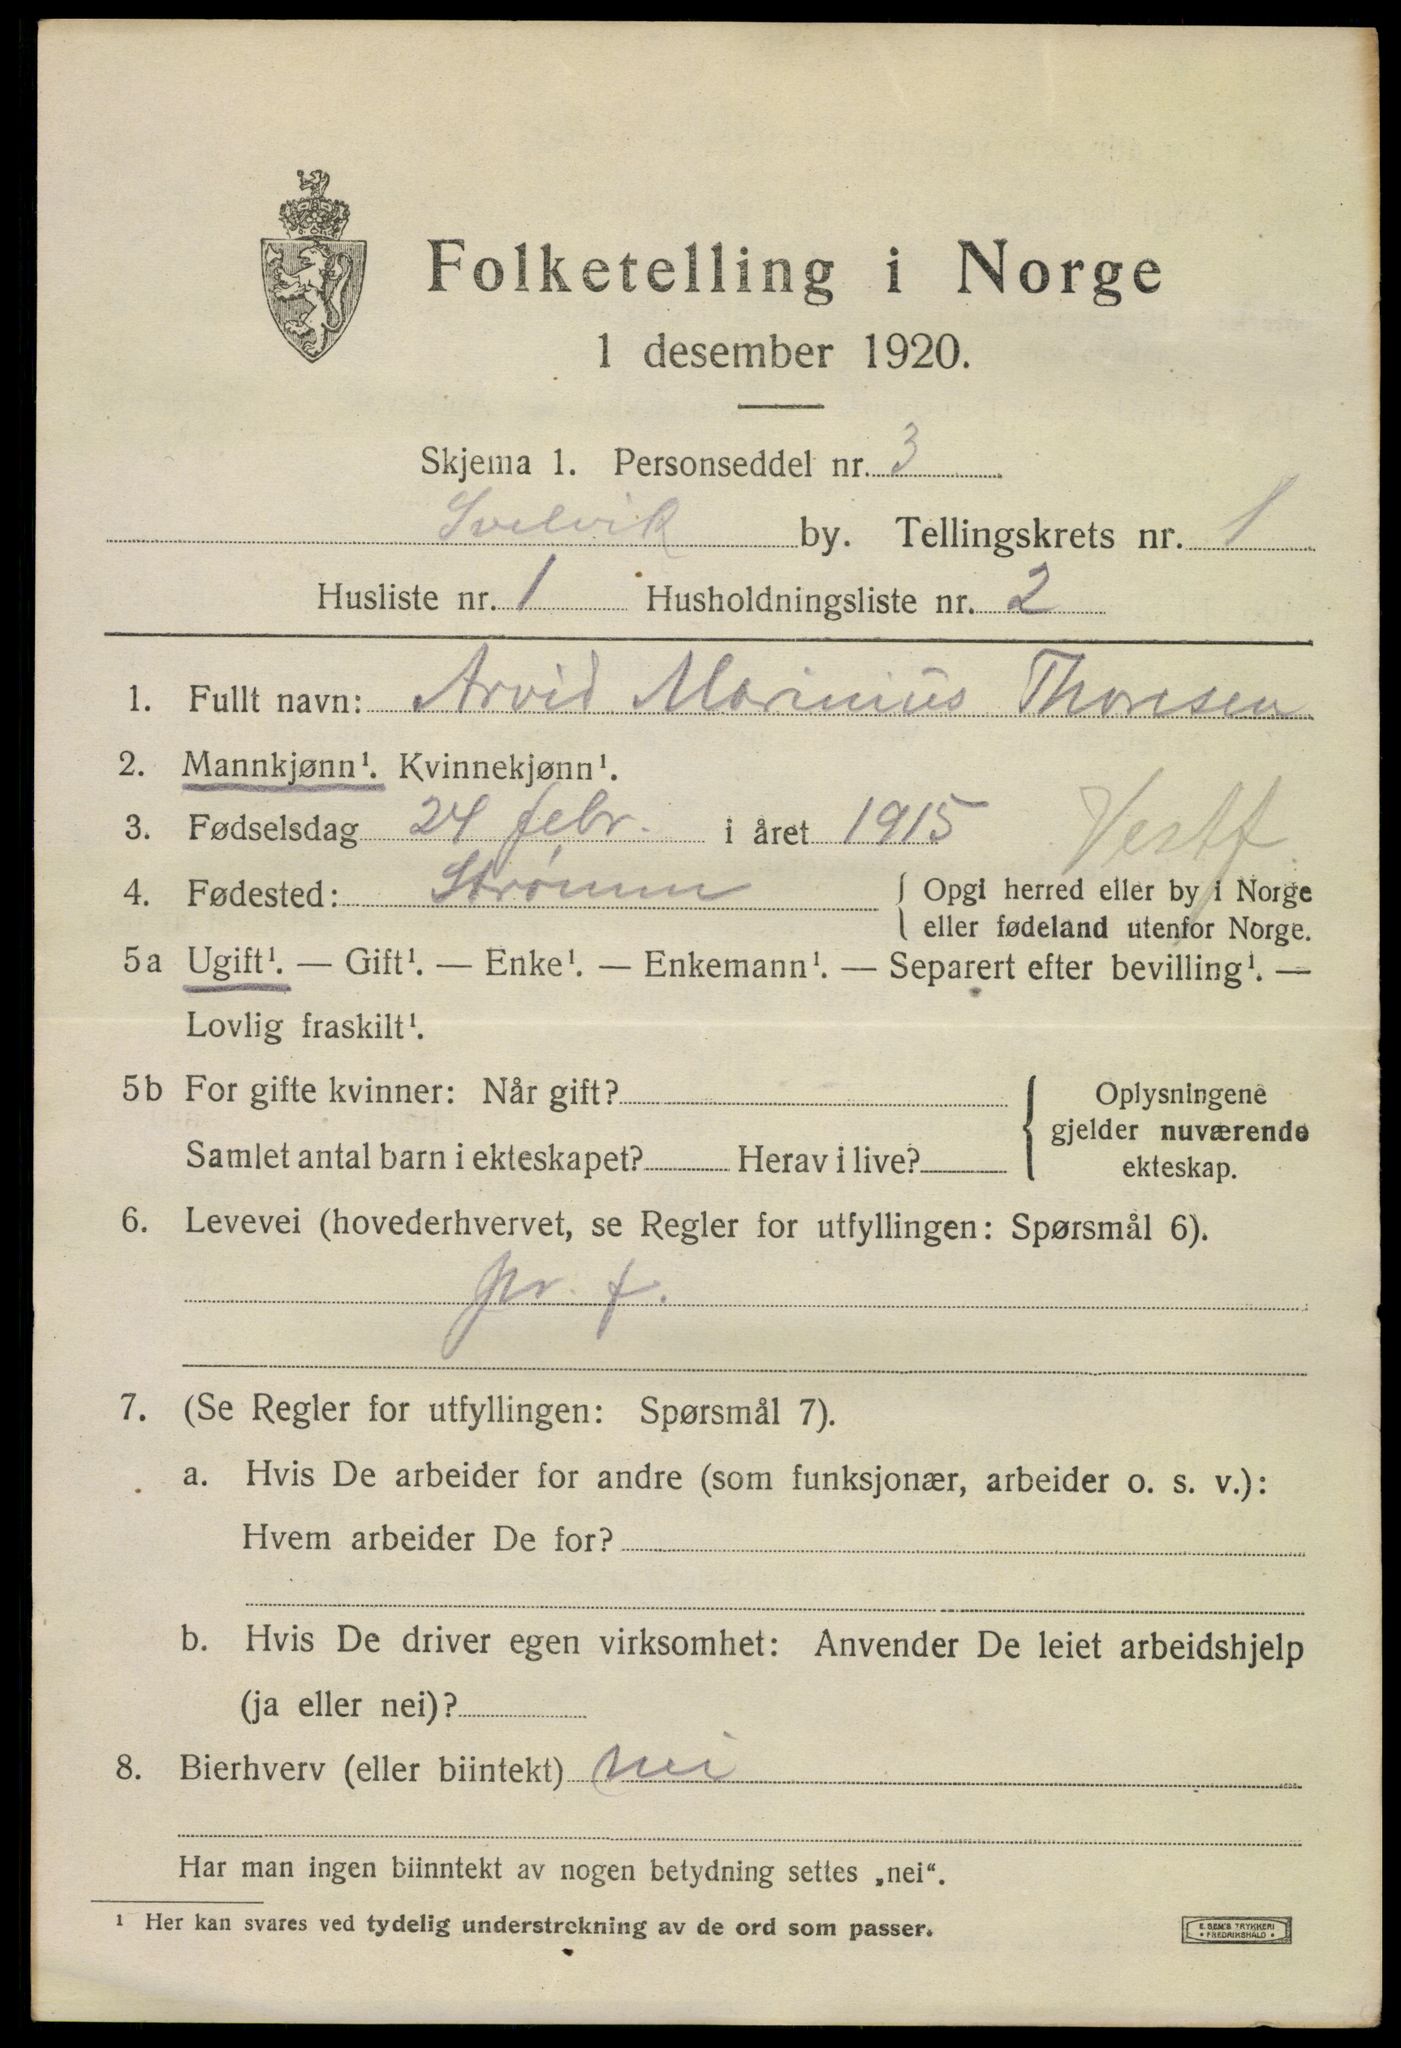 Folketelling i Norge
1 desember 1920.
Skjema 1. Personseddel nr. 3
Svelvik by. Tellingskrets nr. 1
Husliste nr. 1 Husholdningsliste nr. 2
1. Fullt navn: Arvid Marinius Thoresen
2. Mannkjønn¹. Kvinnekjønn¹.
3. Fødselsdag 24 febr. i året 1915 Vestf
4. Fødested: Strømm { Opgi herred eller by i Norge
eller fødeland utenfor Norge.
5a Ugift¹. — Gift¹. — Enke¹. — Enkemann¹. — Separert efter bevilling¹. —
Lovlig fraskilt¹.
5b For gifte kvinner: Når gift? { Oplysningene
gjelder nuværende
Samlet antal barn i ekteskapet? Herav i live? ekteskap.
6. Levevei (hovederhvervet, se Regler for utfyllingen: Spørsmål 6).
pr. f.
7. (Se Regler for utfyllingen: Spørsmål 7).
a. Hvis De arbeider for andre (som funksjonær, arbeider o. s. v.):
Hvem arbeider De for?
b. Hvis De driver egen virksomhet: Anvender De leiet arbeidshjelp
(ja eller nei)?
8. Bierhverv (eller biintekt) nei
Har man ingen biinntekt av nogen betydning settes „nei“.
¹ Her kan svares ved tydelig understrekning av de ord som passer.
E. SEM'S TRYKKERI
• FREDRIKSHALD •